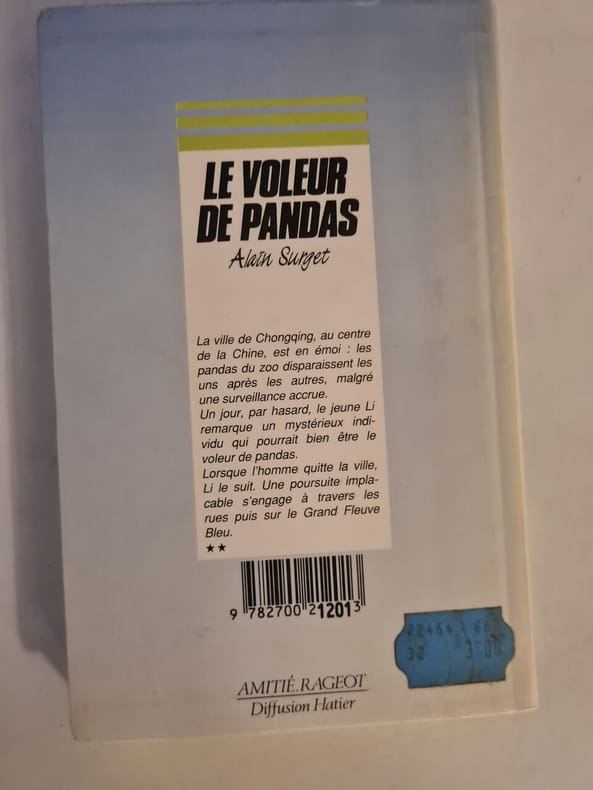 LE VOLEUR
DE PANDAS
Alain Surget
La ville de Chongqing, au centre
de la Chine, est en émoi : les
pandas du zoo disparaissent les
uns après les autres, malgré
une surveillance accrue.
Un jour, par hasard, le jeune Li
remarque un mystérieux indi-
vidu qui pourrait bien être le
voleur de pandas.
Lorsque l'homme quitte la ville,
Li le suit. Une poursuite impla-
cable s'engage à travers les
rues puis sur le Grand Fleuve
Bleu.
★★
9 782700 212013
AMITIÉ.RAGEOT
Diffusion Hatier
22464